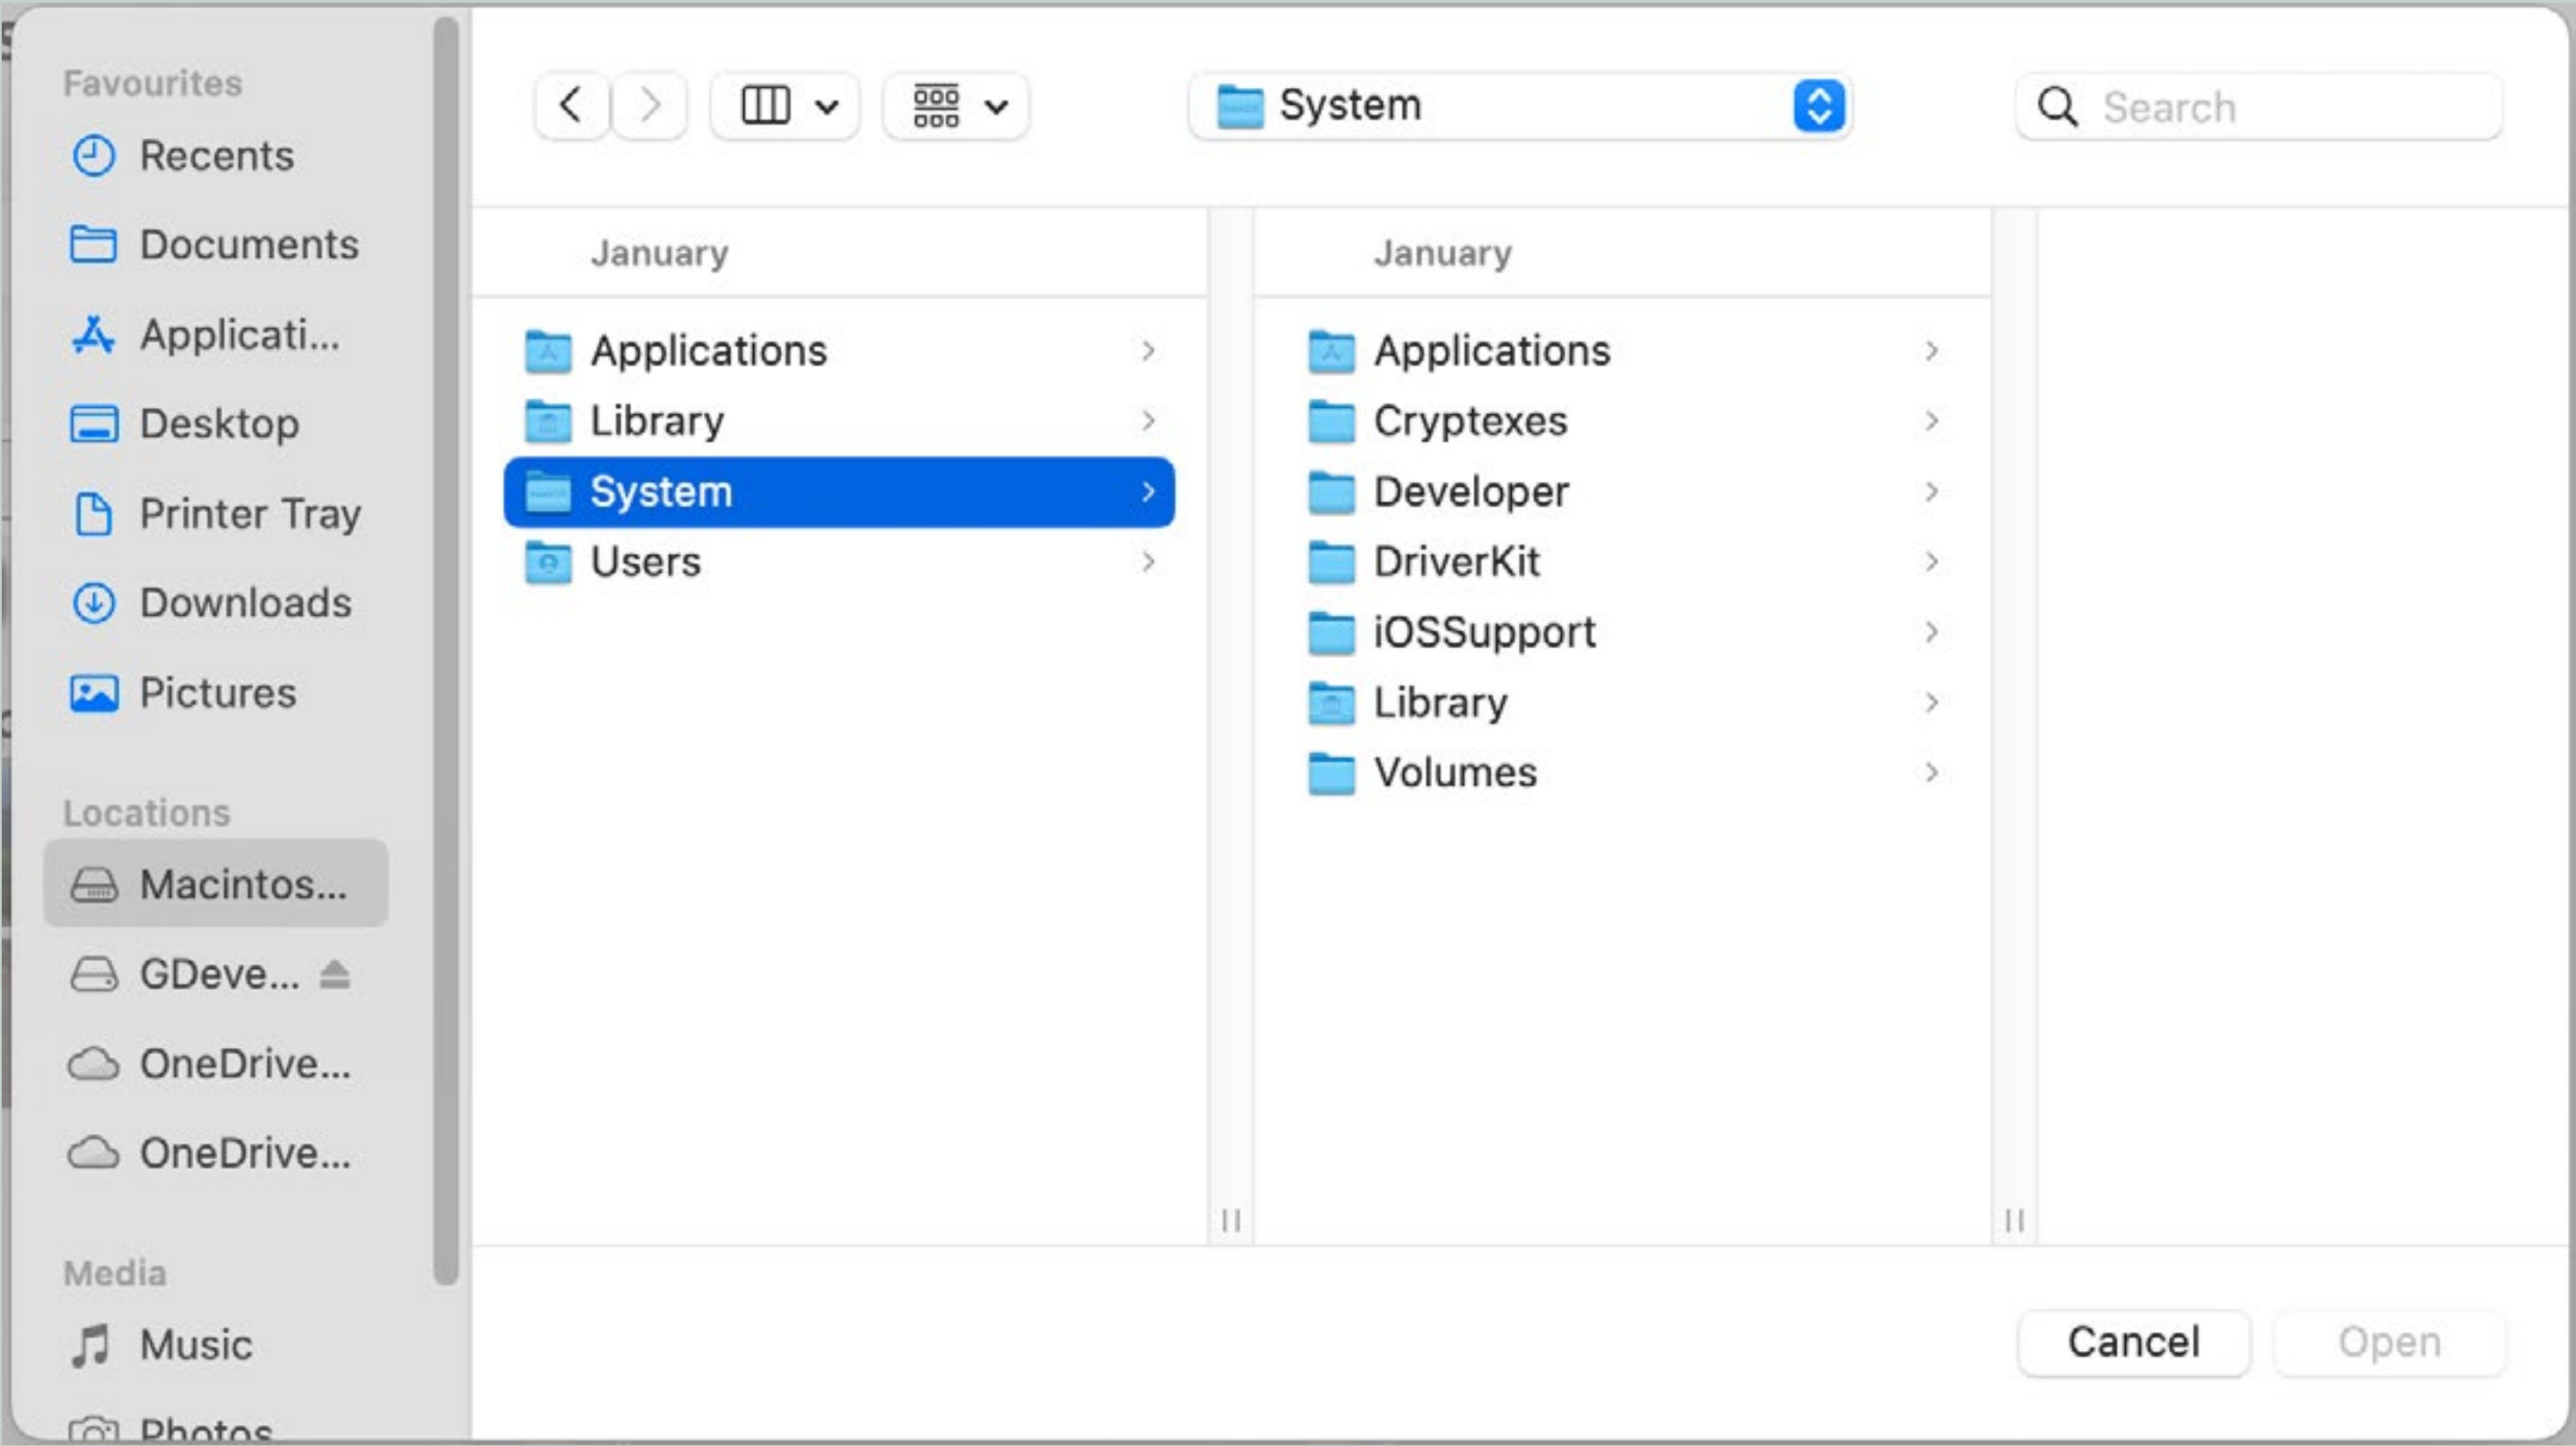 Favourites
Recents
Documents
Applicati...
Desktop
Printer Tray
Downloads
Pictures
Locations
Macintos...
GDeve...
OneDrive...
OneDrive...
Media
Music
Photos
System
Search
January
Applications
Library
System
Users
January
Applications
Cryptexes
Developer
DriverKit
iOSSupport
Library
Volumes
Cancel
Open